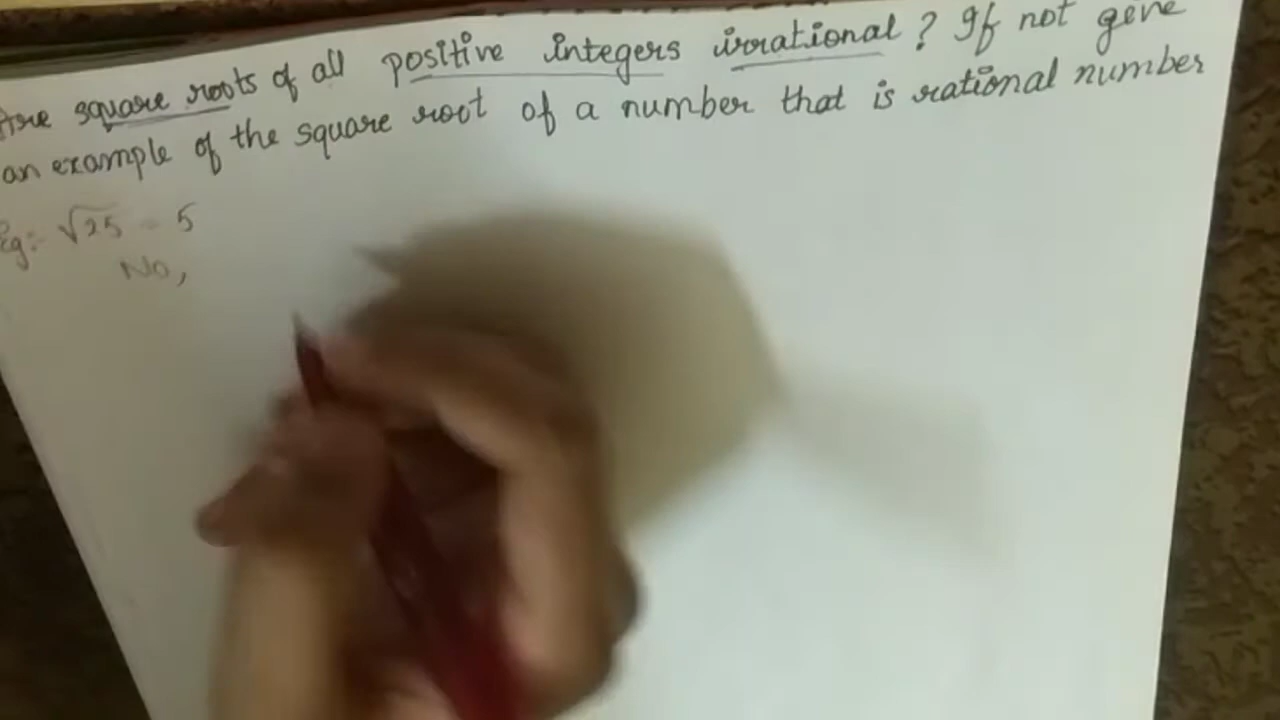 Are square roots of all positive integers irrational ? If not give
an example of the square root of a number that is rational number
Eg:- √25 = 5
No,